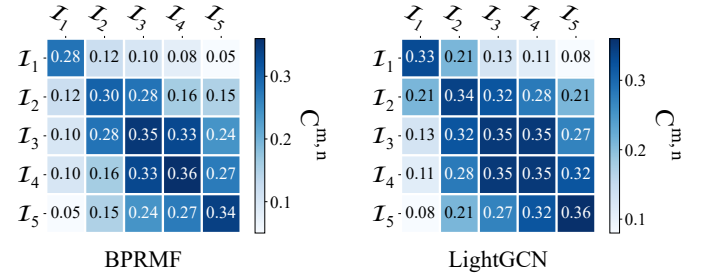 I1 I2 I3 I4 I5
I1 0.28 0.12 0.10 0.08 0.05
I2 0.12 0.30 0.28 0.16 0.15
I3 0.10 0.28 0.35 0.33 0.24
I4 0.10 0.16 0.33 0.36 0.27
I5 0.05 0.15 0.24 0.27 0.34
0.3
0.2
0.1
C^m,n
BPRMF
I1 I2 I3 I4 I5
I1 0.33 0.21 0.13 0.11 0.08
I2 0.21 0.34 0.32 0.28 0.21
I3 0.13 0.32 0.35 0.35 0.27
I4 0.11 0.28 0.35 0.35 0.32
I5 0.08 0.21 0.27 0.32 0.36
0.3
0.2
0.1
C^m,n
LightGCN